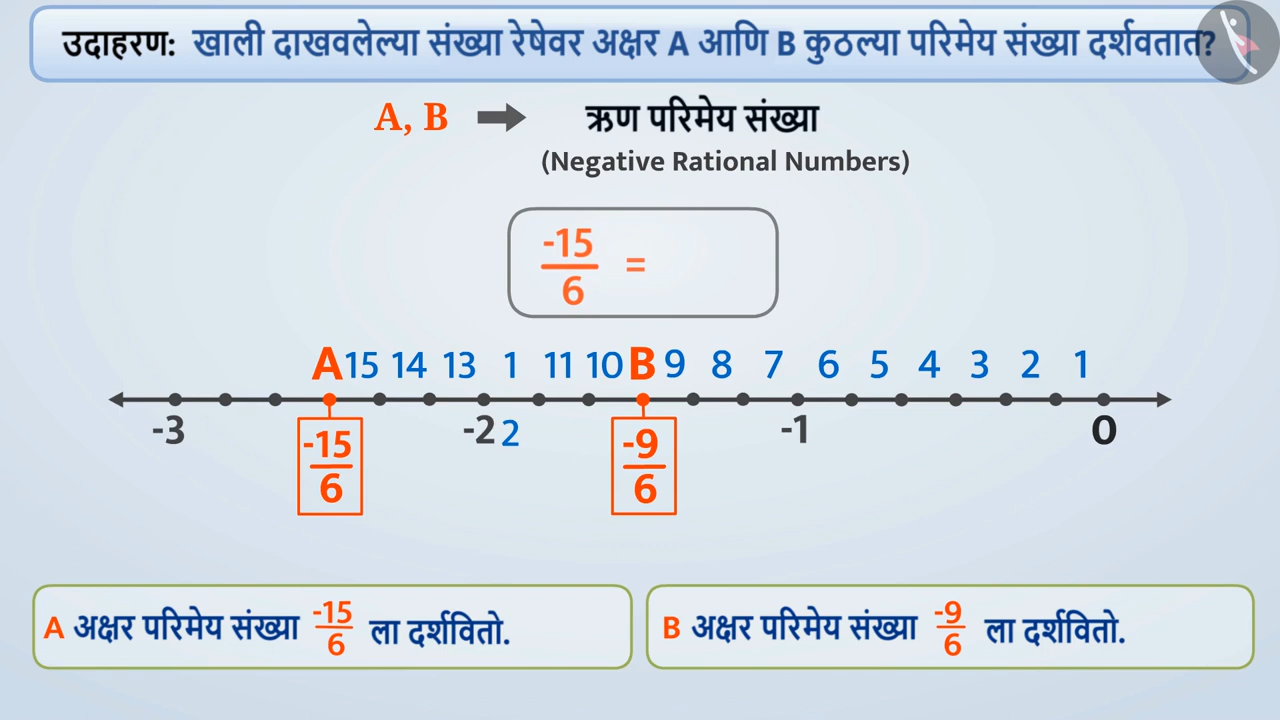 उदाहरण: खाली दाखवलेल्या संख्या रेषेवर अक्षर A आणि B कुठल्या परिमेय संख्या दर्शवतात?
A, B ऋण परिमेय संख्या
(Negative Rational Numbers)
-15
6
=
A 15 14 13 1 11 10 B 9 8 7 6 5 4 3 2 1
-3 -2 2 -1 0
-15
6
-9
6
A अक्षर परिमेय संख्या -15/6 ला दर्शवितो.
B अक्षर परिमेय संख्या -9/6 ला दर्शवितो.